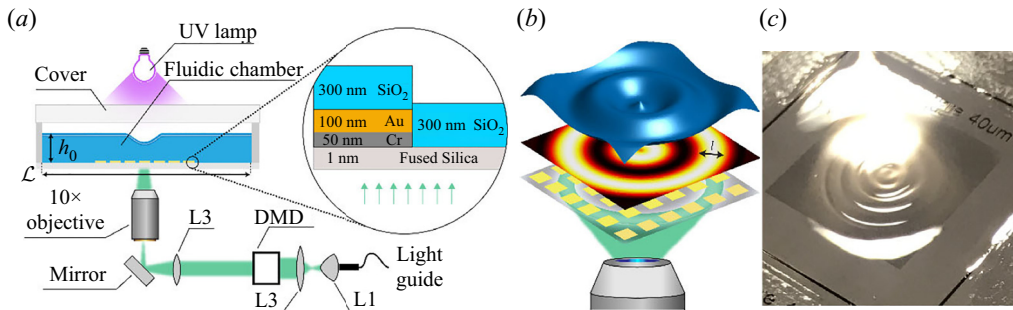 (a)
UV lamp
Cover
Fluidic chamber
h0
ℒ
10×
objective
L3
DMD
Mirror
L3
L1
Light
guide
300 nm SiO2
100 nm Au
300 nm SiO2
50 nm Cr
1 nm Fused Silica
(b)
l
(c)
40μm